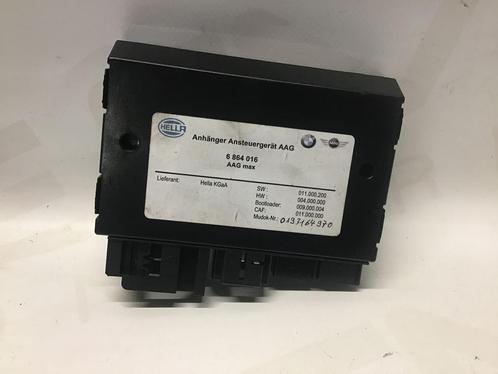 HELLA
Anhänger Ansteuergerät AAG
6 864 016
AAG max
Lieferant: Hella KGaA
SW : 011.000.200
HW : 004.000.000
Bootloader: 009.000.004
CAF: 011.000.000
Mudok-Nr.: 0197164970